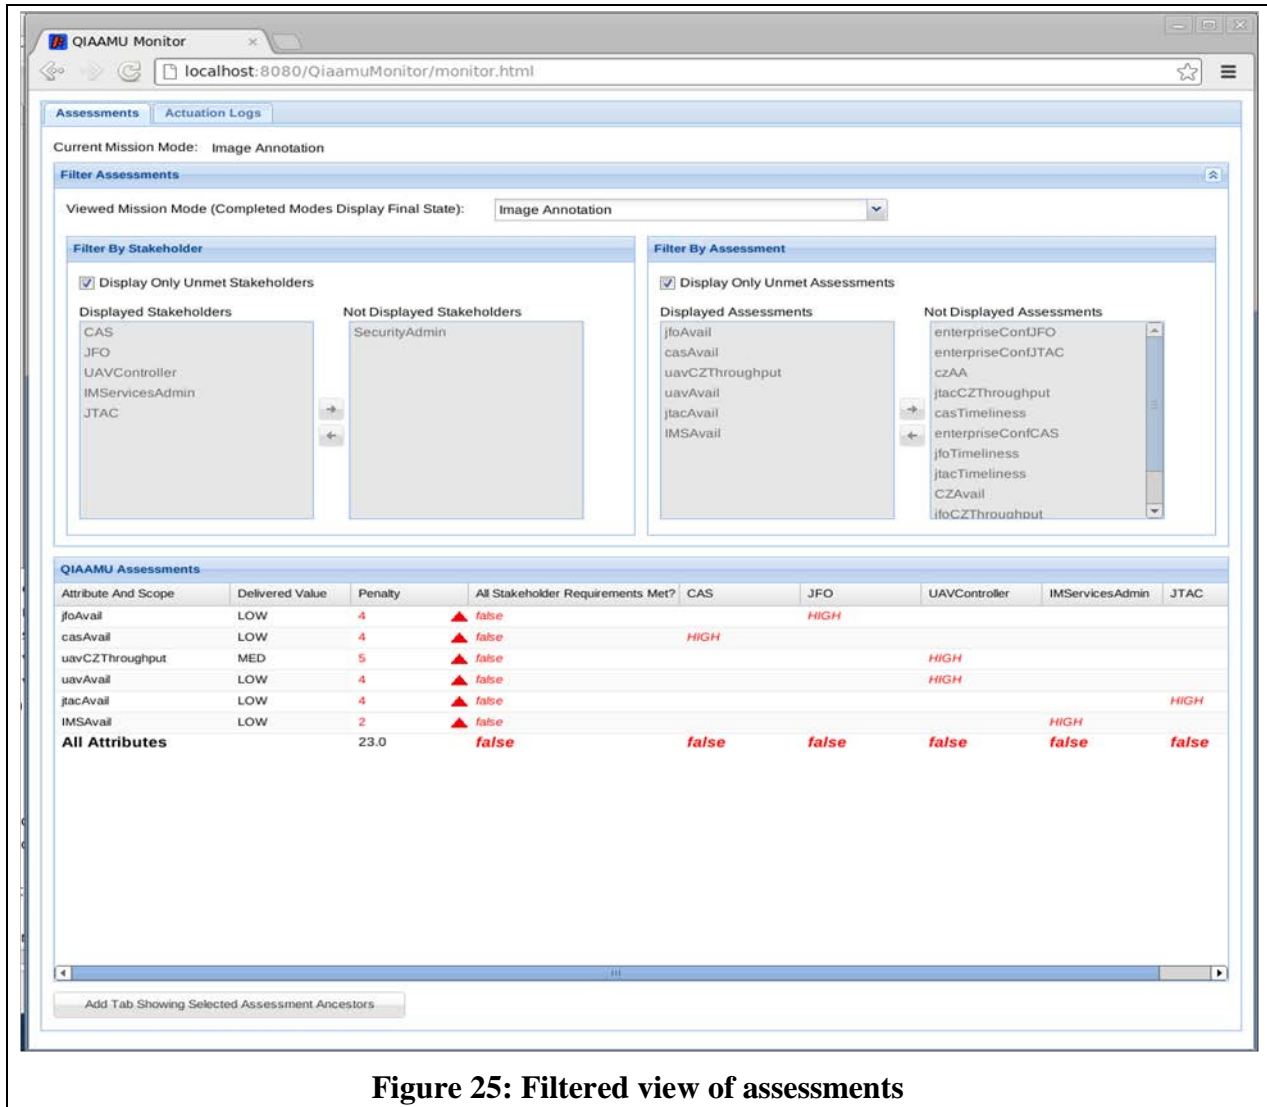 QIAAMU Monitor
localhost:8080/QiaamuMonitor/monitor.html
Assessments Actuation Logs
Current Mission Mode: Image Annotation
Filter Assessments
Viewed Mission Mode (Completed Modes Display Final State): Image Annotation
Filter By Stakeholder
Display Only Unmet Stakeholders
Displayed Stakeholders
CAS
JFO
UAVController
IMServicesAdmin
JTAC
Not Displayed Stakeholders
SecurityAdmin
Filter By Assessment
Display Only Unmet Assessments
Displayed Assessments
jfoAvail
casAvail
uavCZThroughput
uavAvail
jtacAvail
IMSAvail
Not Displayed Assessments
enterpriseConfJFO
enterpriseConfJTAC
czAA
jtacCZThroughput
casTimeliness
enterpriseConfCAS
jfoTimeliness
jtacTimeliness
CZAvail
jfoCZThroughput
QIAAMU Assessments
Attribute And Scope Delivered Value Penalty All Stakeholder Requirements Met? CAS JFO UAVController IMServicesAdmin JTAC
jfoAvail LOW 4 false HIGH
casAvail LOW 4 false HIGH
uavCZThroughput MED 5 false HIGH
uavAvail LOW 4 false HIGH
jtacAvail LOW 4 false HIGH
IMSAvail LOW 2 false HIGH
All Attributes 23.0 false false false false false false
Add Tab Showing Selected Assessment Ancestors
Figure 25: Filtered view of assessments